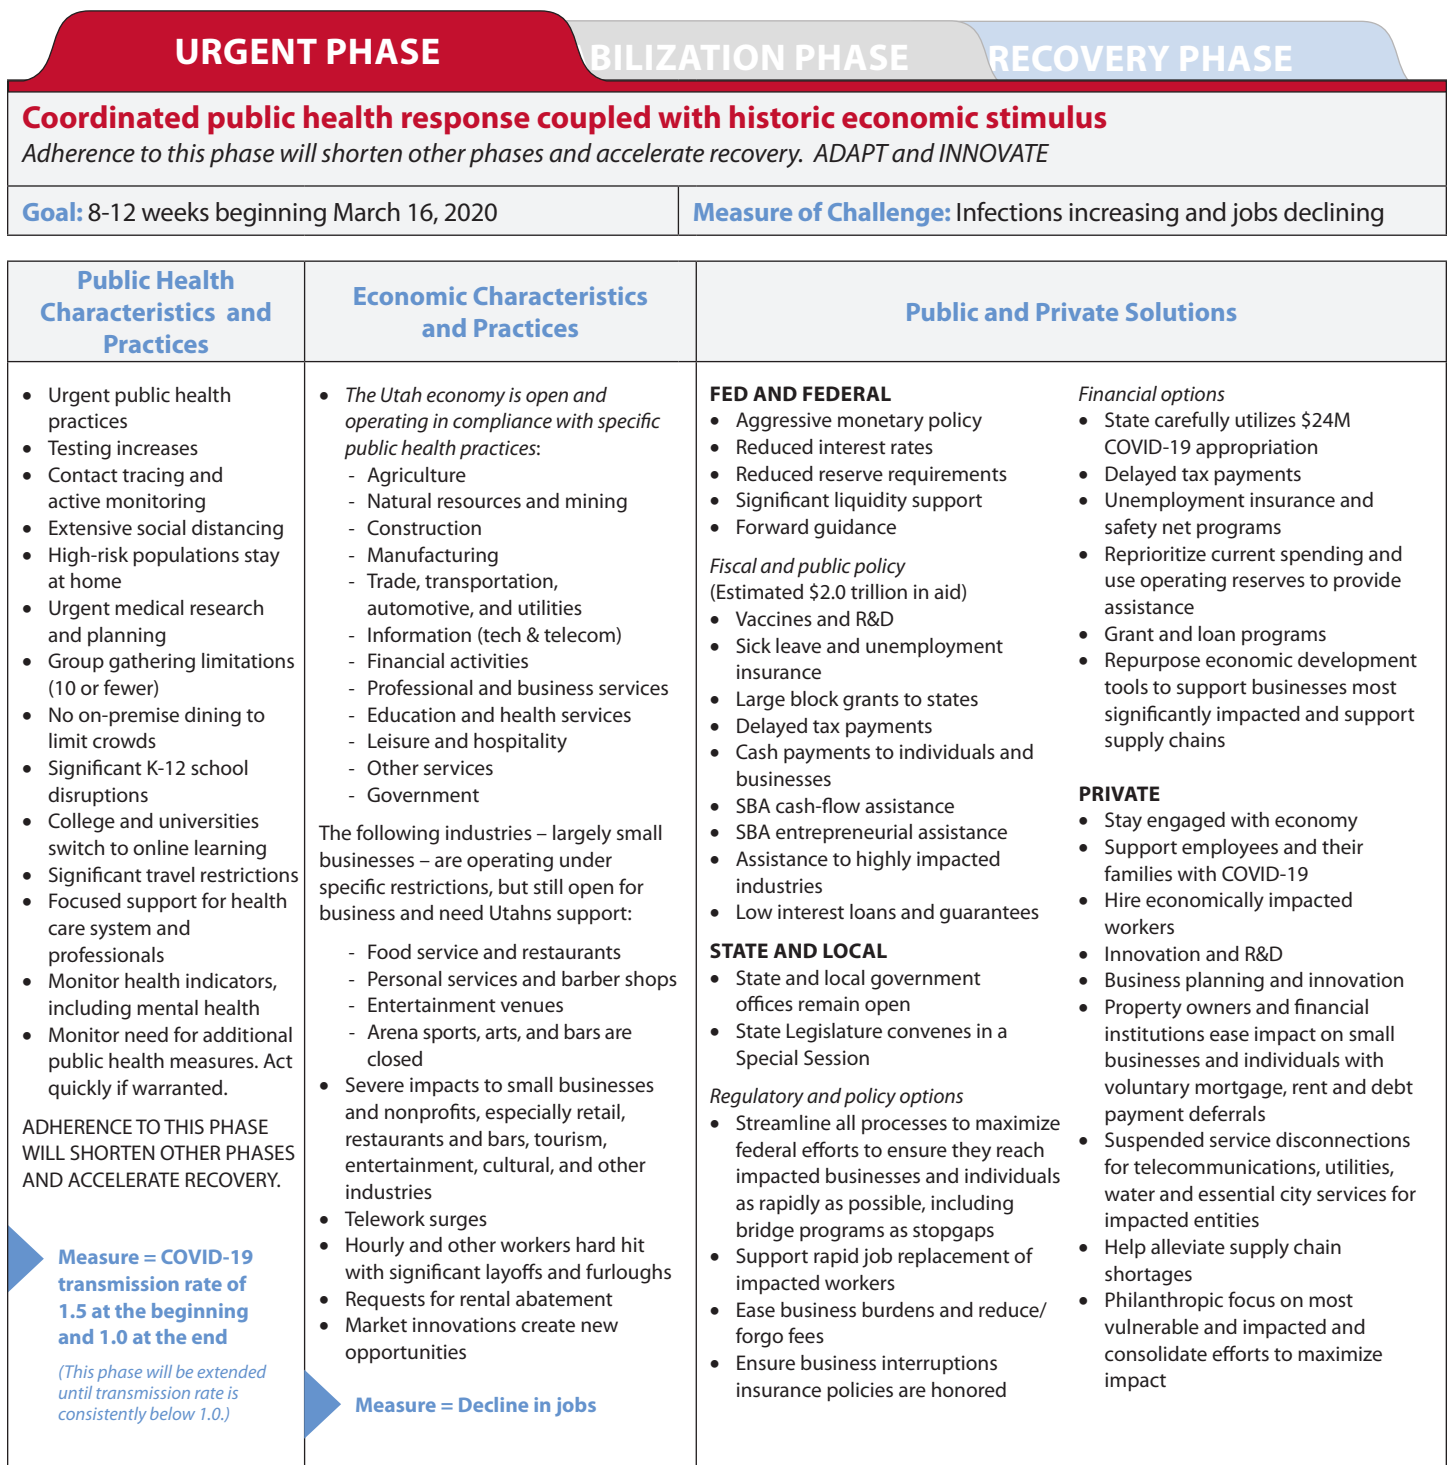 URGENT PHASE
BILIZATION PHASE
RECOVERY PHASE
Coordinated public health response coupled with historic economic stimulus
Adherence to this phase will shorten other phases and accelerate recovery. ADAPT and INNOVATE
Goal: 8-12 weeks beginning March 16, 2020
Measure of Challenge: Infections increasing and jobs declining
Public Health
Characteristics and
Practices
• Urgent public health
practices
• Testing increases
• Contact tracing and
active monitoring
• Extensive social distancing
• High-risk populations stay
at home
• Urgent medical research
and planning
• Group gathering limitations
(10 or fewer)
• No on-premise dining to
limit crowds
• Significant K-12 school
disruptions
• College and universities
switch to online learning
• Significant travel restrictions
• Focused support for health
care system and
professionals
• Monitor health indicators,
including mental health
• Monitor need for additional
public health measures. Act
quickly if warranted.
ADHERENCE TO THIS PHASE
WILL SHORTEN OTHER PHASES
AND ACCELERATE RECOVERY.
Measure = COVID-19
transmission rate of
1.5 at the beginning
and 1.0 at the end
(This phase will be extended
until transmission rate is
consistently below 1.0.)
Economic Characteristics
and Practices
• The Utah economy is open and
operating in compliance with specific
public health practices:
- Agriculture
- Natural resources and mining
- Construction
- Manufacturing
- Trade, transportation,
automotive, and utilities
- Information (tech & telecom)
- Financial activities
- Professional and business services
- Education and health services
- Leisure and hospitality
- Other services
- Government
The following industries – largely small
businesses – are operating under
specific restrictions, but still open for
business and need Utahns support:
- Food service and restaurants
- Personal services and barber shops
- Entertainment venues
- Arena sports, arts, and bars are
closed
• Severe impacts to small businesses
and nonprofits, especially retail,
restaurants and bars, tourism,
entertainment, cultural, and other
industries
• Telework surges
• Hourly and other workers hard hit
with significant layoffs and furloughs
• Requests for rental abatement
• Market innovations create new
opportunities
Measure = Decline in jobs
Public and Private Solutions
FED AND FEDERAL
• Aggressive monetary policy
• Reduced interest rates
• Reduced reserve requirements
• Significant liquidity support
• Forward guidance
Fiscal and public policy
(Estimated $2.0 trillion in aid)
• Vaccines and R&D
• Sick leave and unemployment
insurance
• Large block grants to states
• Delayed tax payments
• Cash payments to individuals and
businesses
• SBA cash-flow assistance
• SBA entrepreneurial assistance
• Assistance to highly impacted
industries
• Low interest loans and guarantees
STATE AND LOCAL
• State and local government
offices remain open
• State Legislature convenes in a
Special Session
Regulatory and policy options
• Streamline all processes to maximize
federal efforts to ensure they reach
impacted businesses and individuals
as rapidly as possible, including
bridge programs as stopgaps
• Support rapid job replacement of
impacted workers
• Ease business burdens and reduce/
forgo fees
• Ensure business interruptions
insurance policies are honored
Financial options
• State carefully utilizes $24M
COVID-19 appropriation
• Delayed tax payments
• Unemployment insurance and
safety net programs
• Reprioritize current spending and
use operating reserves to provide
assistance
• Grant and loan programs
• Repurpose economic development
tools to support businesses most
significantly impacted and support
supply chains
PRIVATE
• Stay engaged with economy
• Support employees and their
families with COVID-19
• Hire economically impacted
workers
• Innovation and R&D
• Business planning and innovation
• Property owners and financial
institutions ease impact on small
businesses and individuals with
voluntary mortgage, rent and debt
payment deferrals
• Suspended service disconnections
for telecommunications, utilities,
water and essential city services for
impacted entities
• Help alleviate supply chain
shortages
• Philanthropic focus on most
vulnerable and impacted and
consolidate efforts to maximize
impact